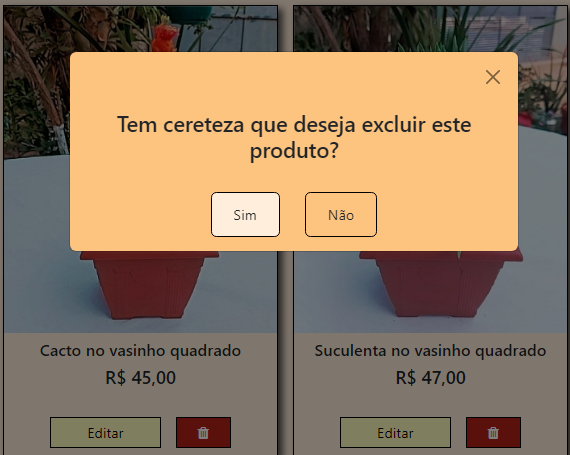 Tem cereteza que deseja excluir este
produto?
Sim
Não
Cacto no vasinho quadrado
R$ 45,00
Editar
Suculenta no vasinho quadrado
R$ 47,00
Editar